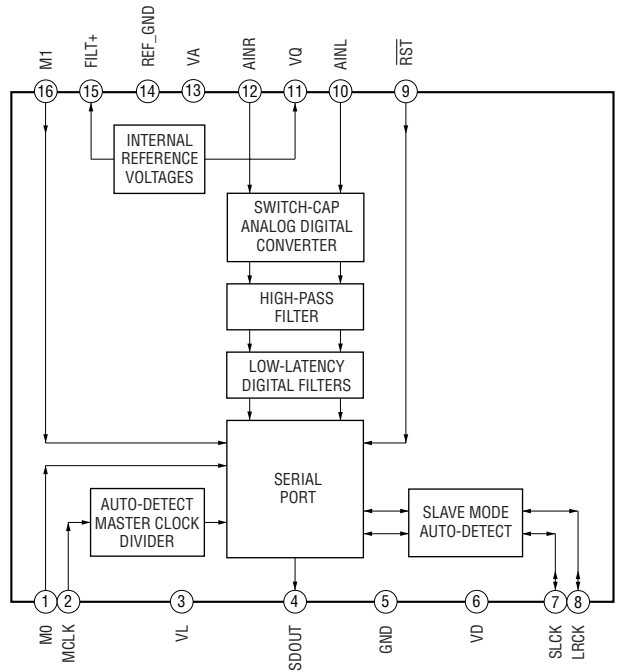 M1
FILT+
REF_GND
VA
AINR
VQ
AINL
RST
16
15
14
13
12
11
10
9
INTERNAL
REFERENCE
VOLTAGES
SWITCH-CAP
ANALOG DIGITAL
CONVERTER
HIGH-PASS
FILTER
LOW-LATENCY
DIGITAL FILTERS
SERIAL
PORT
AUTO-DETECT
MASTER CLOCK
DIVIDER
SLAVE MODE
AUTO-DETECT
1
2
3
4
5
6
7
8
M0
MCLK
VL
SDOUT
GND
VD
SLCK
LRCK